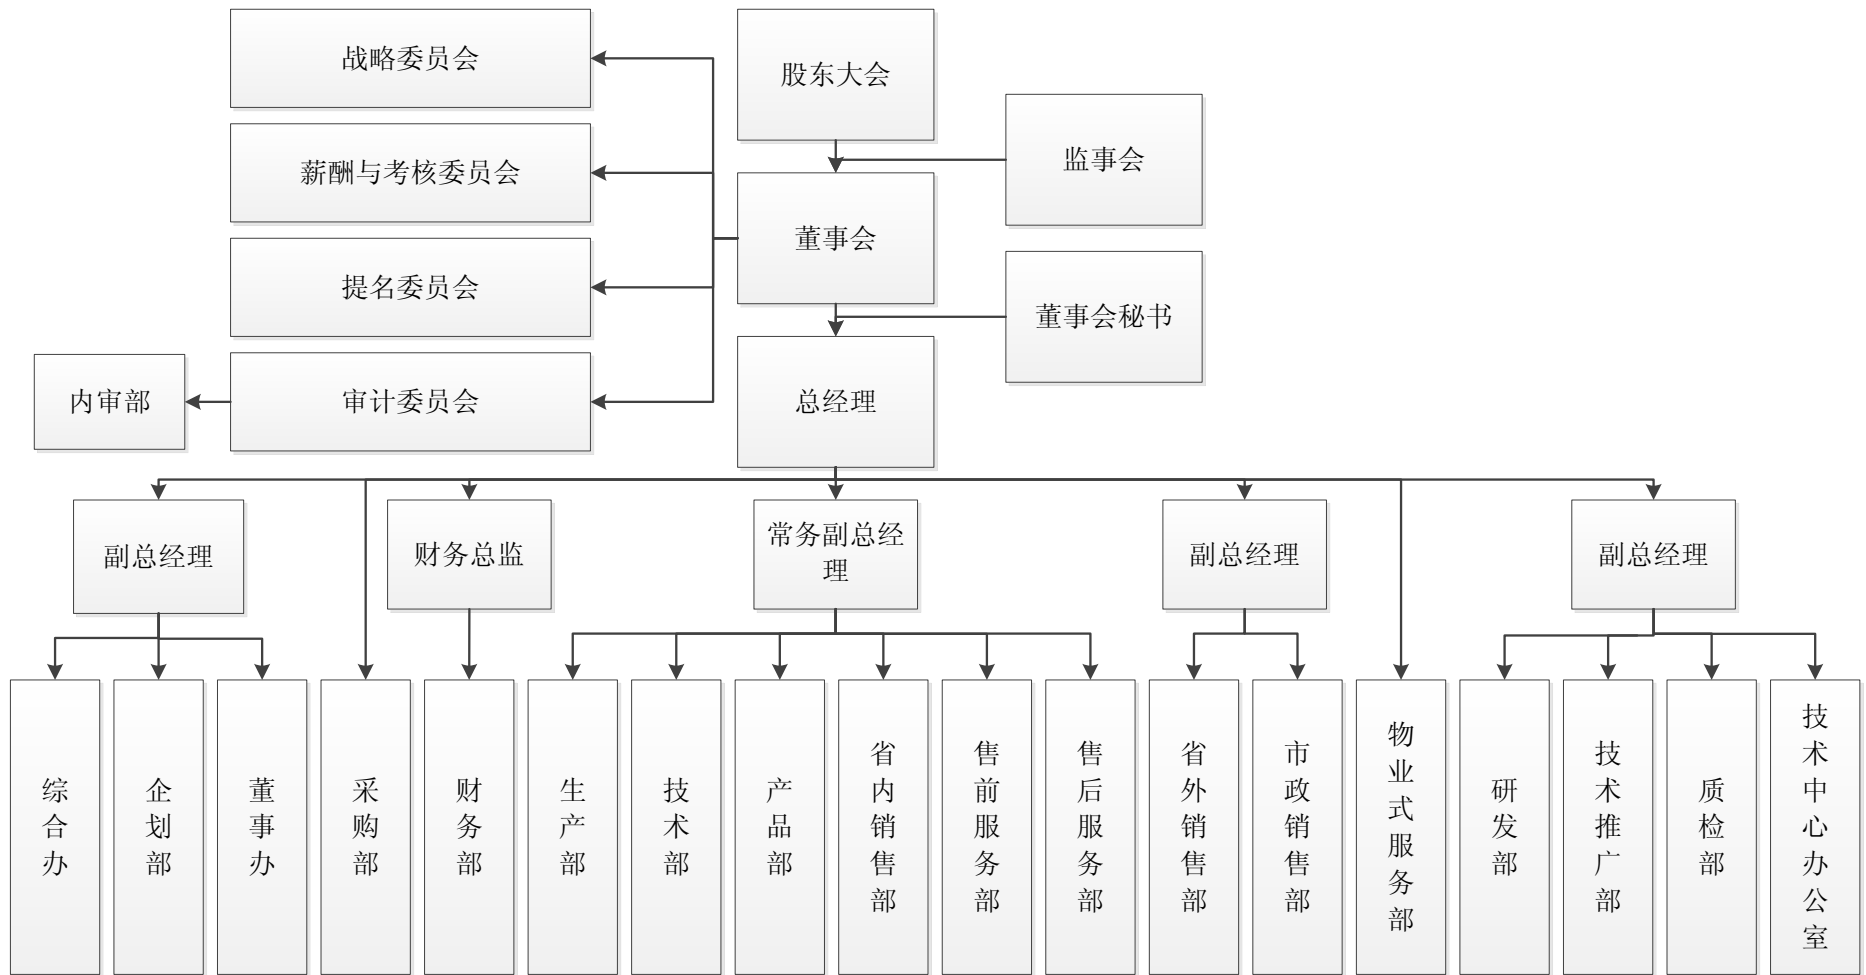 战略委员会
股东大会
薪酬与考核委员会
监事会
董事会
提名委员会
董事会秘书
内审部
审计委员会
总经理
副总经理
财务总监
常务副总经
理
副总经理
副总经理
综合办
企划部
董事办
采购部
财务部
生产部
技术部
产品部
省内销售部
售前服务部
售后服务部
省外销售部
市政销售部
物业式服务部
研发部
技术推广部
质检部
技术中心办公室